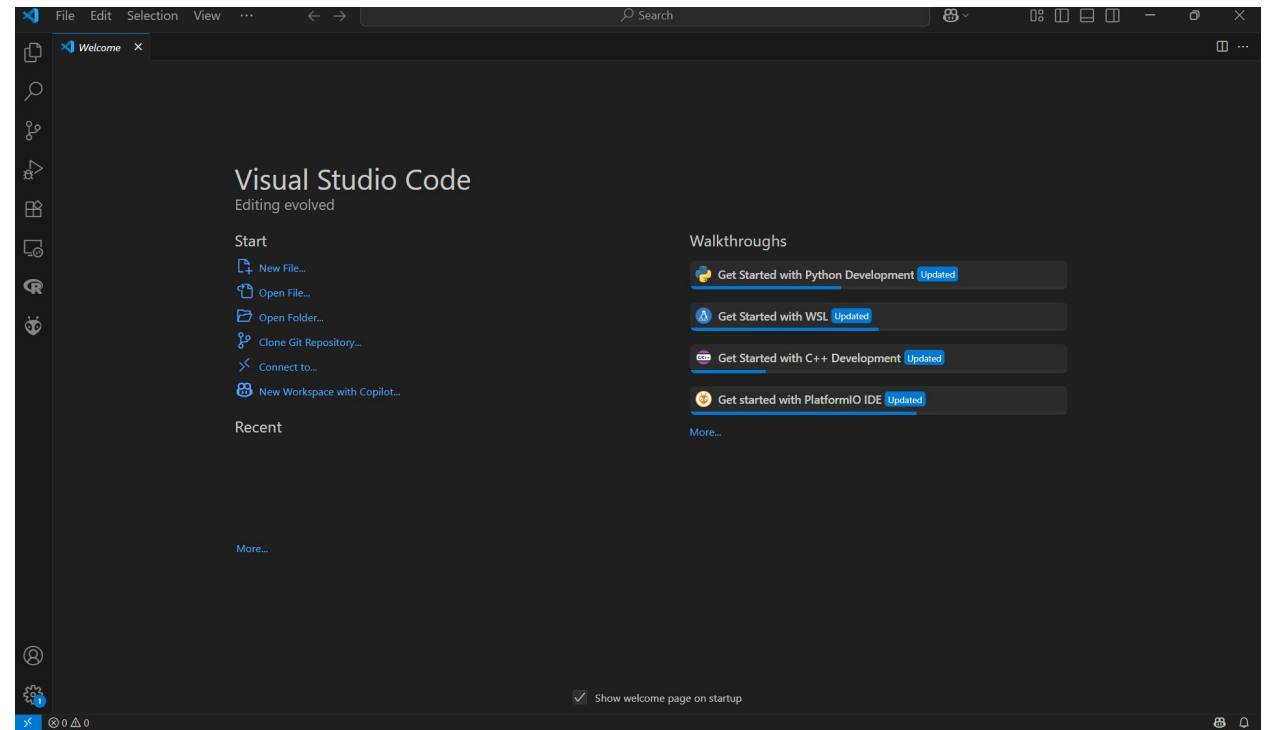 File Edit Selection View ··· Search
Welcome
Visual Studio Code
Editing evolved
Start
New File...
Open File...
Open Folder...
Clone Git Repository...
Connect to...
New Workspace with Copilot...
Recent
More...
Walkthroughs
Get Started with Python Development Updated
Get Started with WSL Updated
C/C++ Get Started with C++ Development Updated
Get started with PlatformIO IDE Updated
More...
Show welcome page on startup
1
0 0